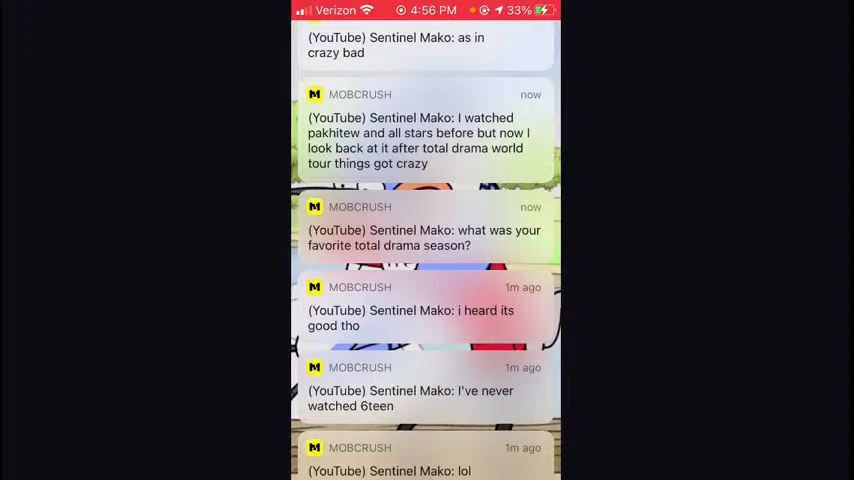 Verizon 4:56 PM 33%
(YouTube) Sentinel Mako: as in
crazy bad
M MOBCRUSH now
(YouTube) Sentinel Mako: I watched
pakhitew and all stars before but now I
look back at it after total drama world
tour things got crazy
M MOBCRUSH now
(YouTube) Sentinel Mako: what was your
favorite total drama season?
M MOBCRUSH 1m ago
(YouTube) Sentinel Mako: i heard its
good tho
M MOBCRUSH 1m ago
(YouTube) Sentinel Mako: I've never
watched 6teen
M MOBCRUSH 1m ago
(YouTube) Sentinel Mako: lol